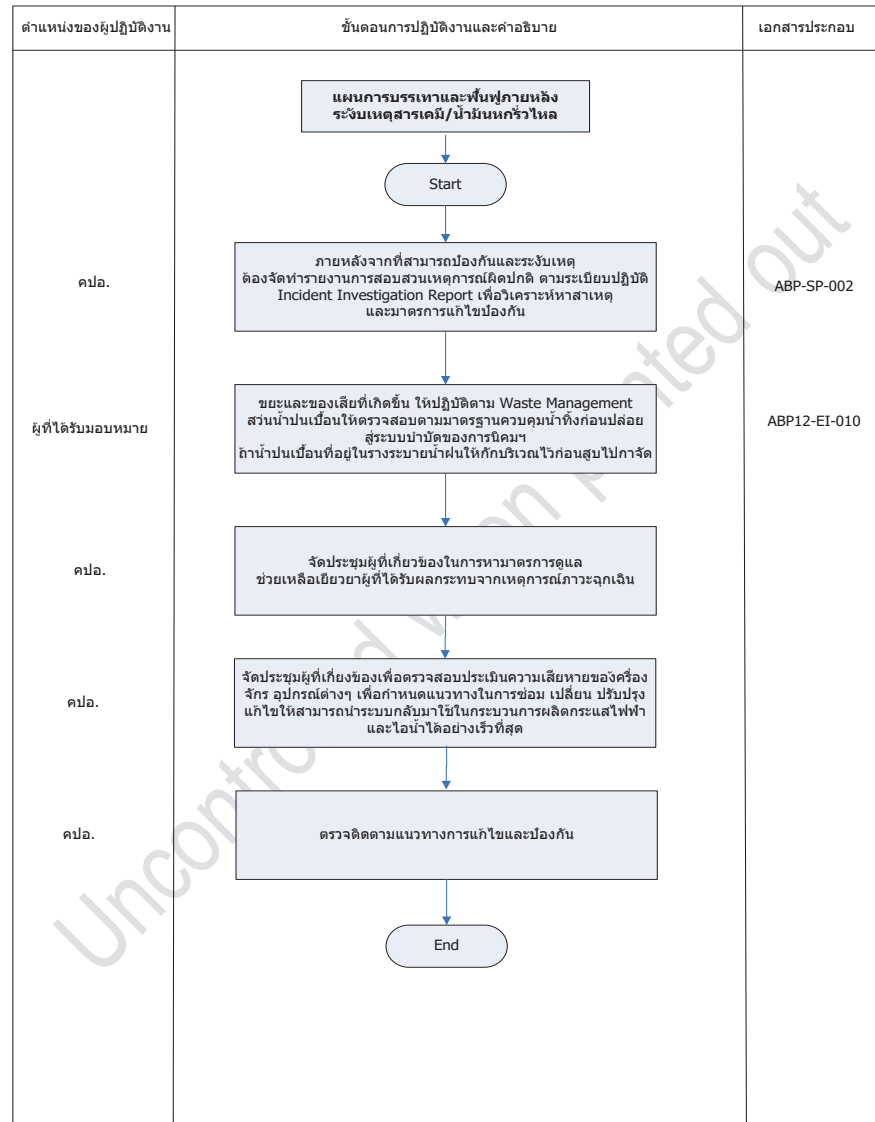 ตำแหน่งของผู้ปฏิบัติงาน
ขั้นตอนการปฏิบัติงานและคำอธิบาย
เอกสารประกอบ
แผนการบรรเทาและฟื้นฟูภายหลัง
ระงับเหตุสารเคมี/น้ำมันหกรั่วไหล
Start
คปอ.
ภายหลังจากที่สามารถป้องกันและระงับเหตุ
ต้องจัดทำรายงานการสอบสวนเหตุการณ์ผิดปกติ ตามระเบียบปฏิบัติ
Incident Investigation Report เพื่อวิเคราะห์หาสาเหตุ
และมาตรการแก้ไขป้องกัน
ABP-SP-002
ผู้ที่ได้รับมอบหมาย
ขยะและของเสียที่เกิดขึ้น ให้ปฏิบัติตาม Waste Management
สว่นน้ำปนเปื้อนให้ตรวจสอบตามมาตรฐานควบคุมน้ำทิ้งก่อนปล่อย
สู่ระบบบำบัดของการนิคมฯ
ถ้าน้ำปนเปื้อนที่อยู่ในรางระบายน้ำฝนให้กักบริเวณไว้ก่อนสูบไปกาจัด
ABP12-EI-010
คปอ.
จัดประชุมผู้ที่เกี่ยวข้องในการหามาตรการดูแล
ช่วยเหลือเยียวยาผู้ที่ได้รับผลกระทบจากเหตุการณ์ภาวะฉุกเฉิน
คปอ.
จัดประชุมผู้ที่เกี่ยงข้องเพื่อตรวจสอบประเมินความเสียหายของครื่อง
จักร อุปกรณ์ต่างๆ เพื่อกำหนดแนวทางในการซ่อม เปลี่ยน ปรับปรุง
แก้ไขให้สามารถนำระบบกลับมาใช้ในกระบวนการผลิตกระแสไฟฟ้า
และไอน้ำได้อย่างเร็วที่สุด
คปอ.
ตรวจติดตามแนวทางการแก้ไขและป้องกัน
End
Uncontrolled when printed out